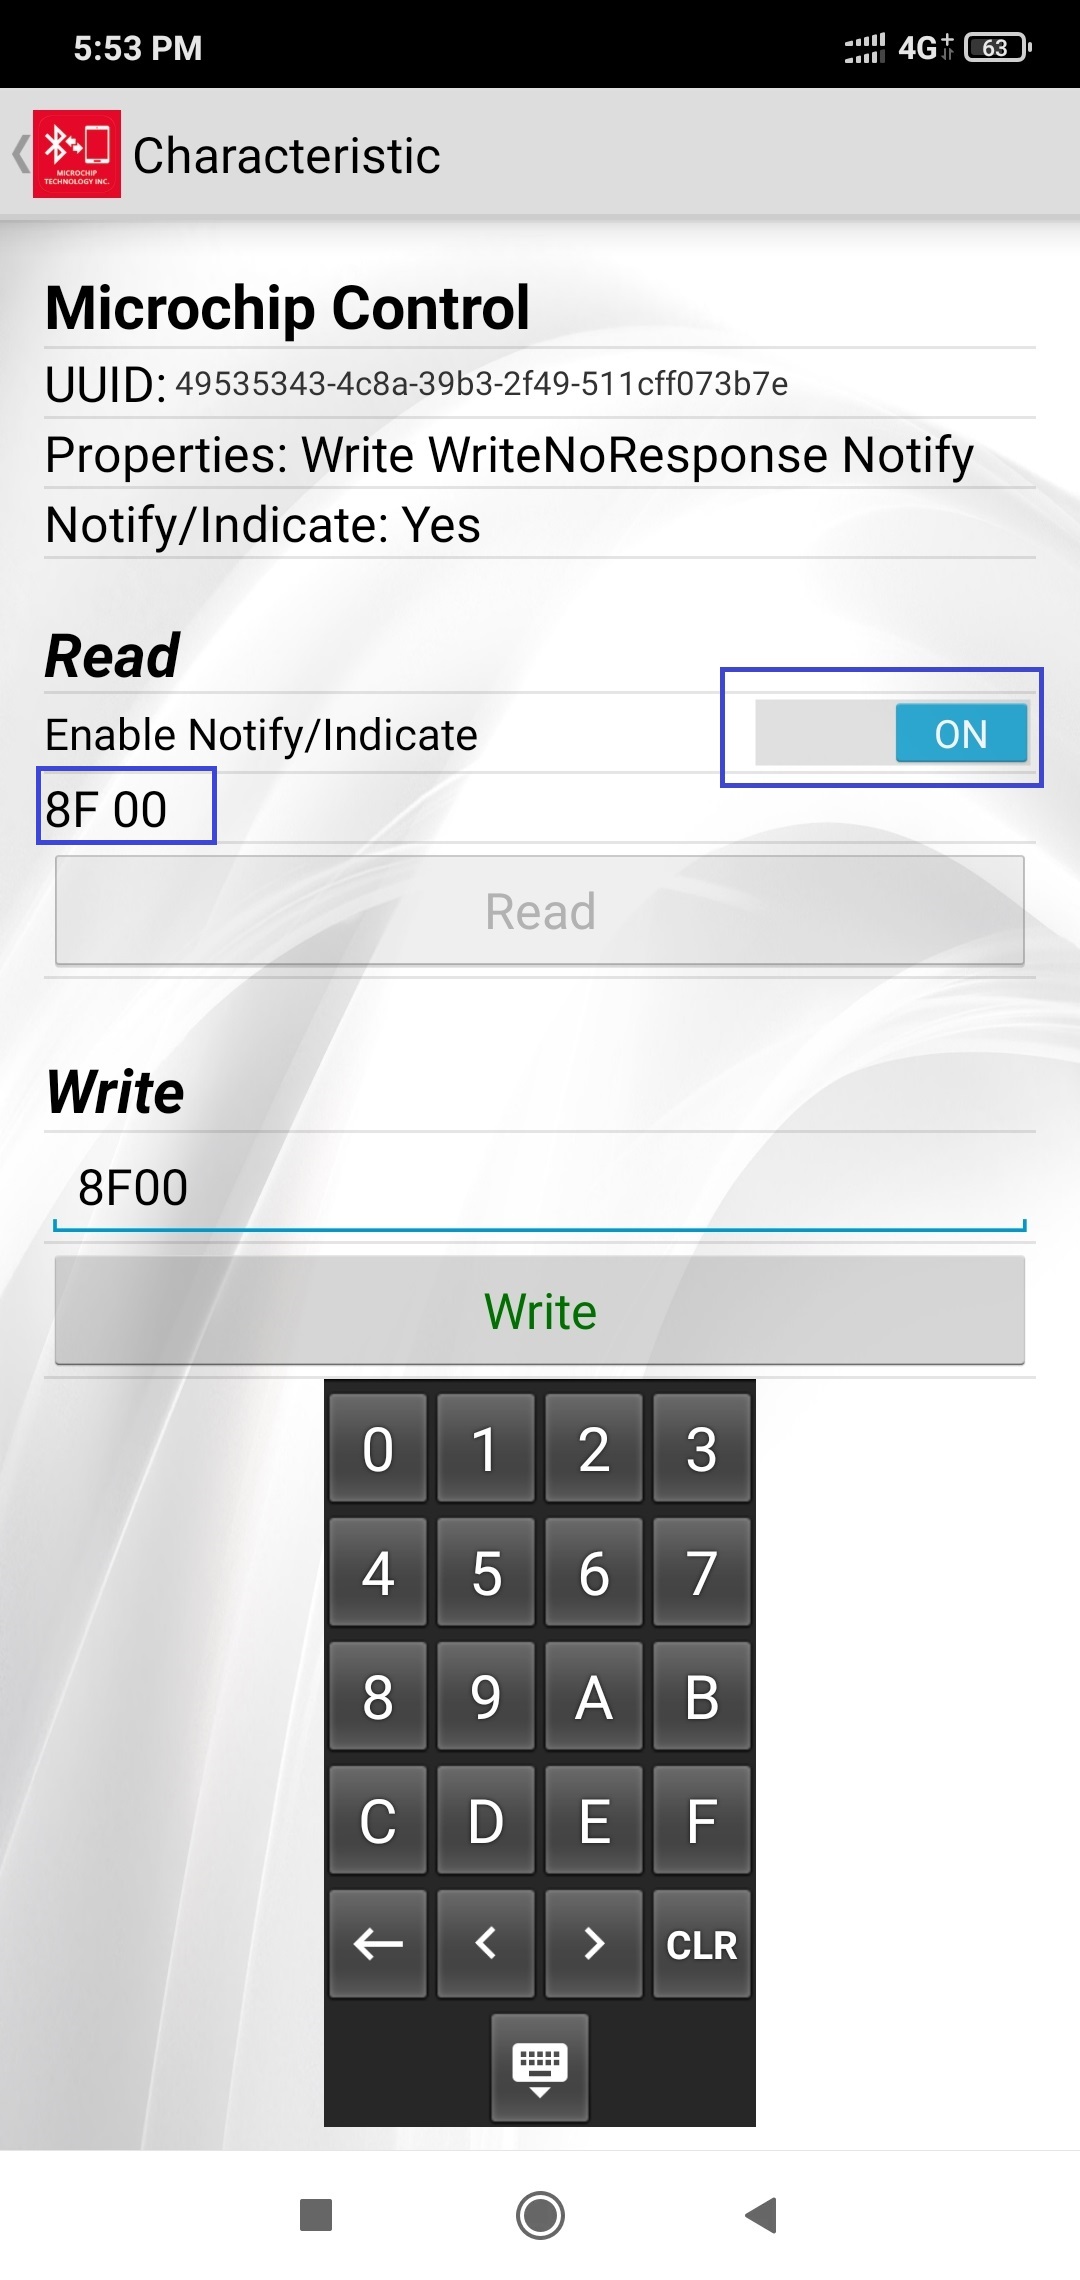 5:53 PM
4G+ 63
MICROCHIP
TECHNOLOGY INC.
Characteristic
Microchip Control
UUID: 49535343-4c8a-39b3-2f49-511cff073b7e
Properties: Write WriteNoResponse Notify
Notify/Indicate: Yes
Read
Enable Notify/Indicate ON
8F 00
Read
Write
8F00
Write
0 1 2 3
4 5 6 7
8 9 A B
C D E F
← < > CLR